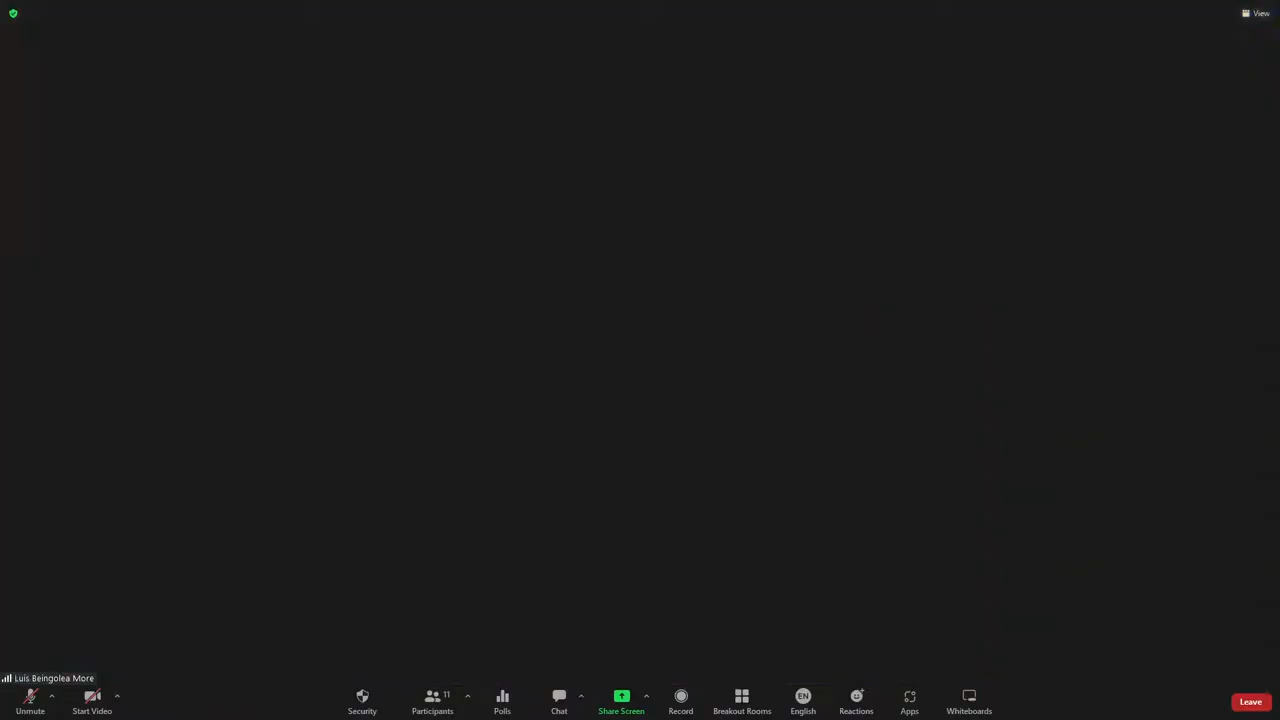 View
Luis Beingolea More
11
EN
Unmute
Start Video
Security
Participants
Polls
Chat
Share Screen
Record
Breakout Rooms
English
Reactions
Apps
Whiteboards
Leave